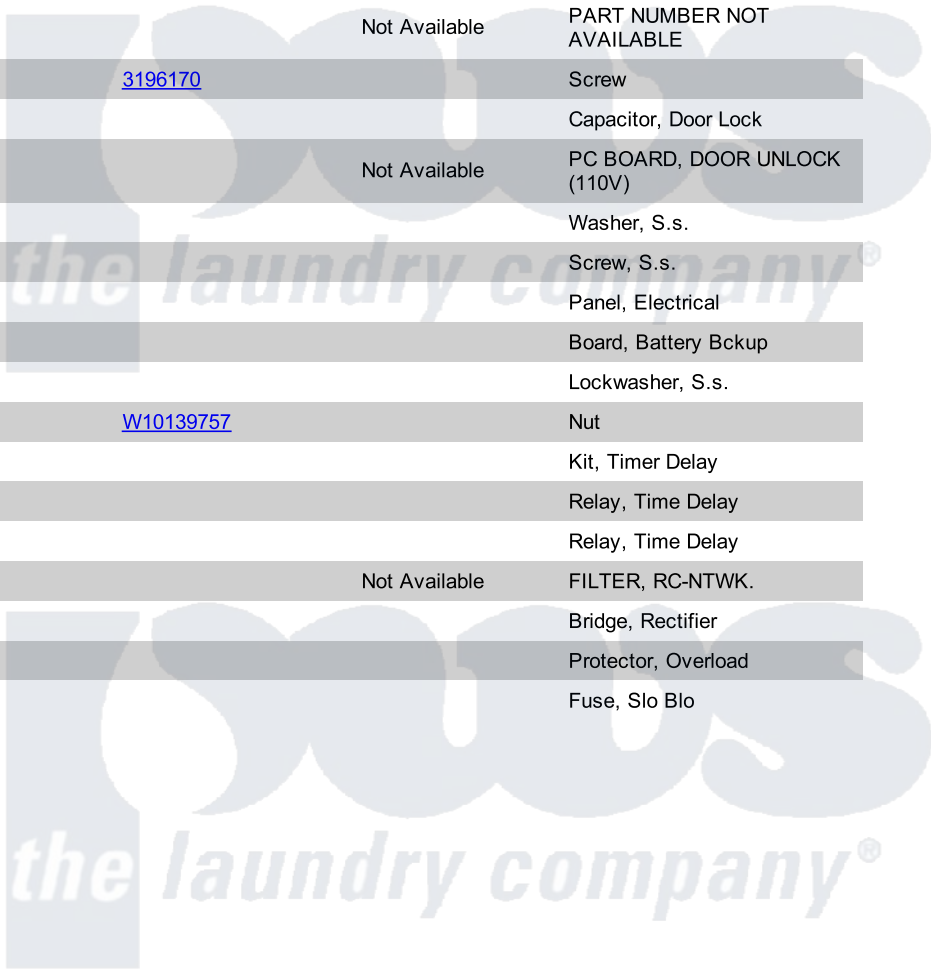 Not Available PART NUMBER NOT
AVAILABLE
3196170 Screw
Capacitor, Door Lock
Not Available PC BOARD, DOOR UNLOCK
(110V)
Washer, S.s.
Screw, S.s.
Panel, Electrical
Board, Battery Bckup
Lockwasher, S.s.
W10139757 Nut
Kit, Timer Delay
Relay, Time Delay
Relay, Time Delay
Not Available FILTER, RC-NTWK.
Bridge, Rectifier
Protector, Overload
Fuse, Slo Blo
pws
the laundry company®
pws
the laundry company®